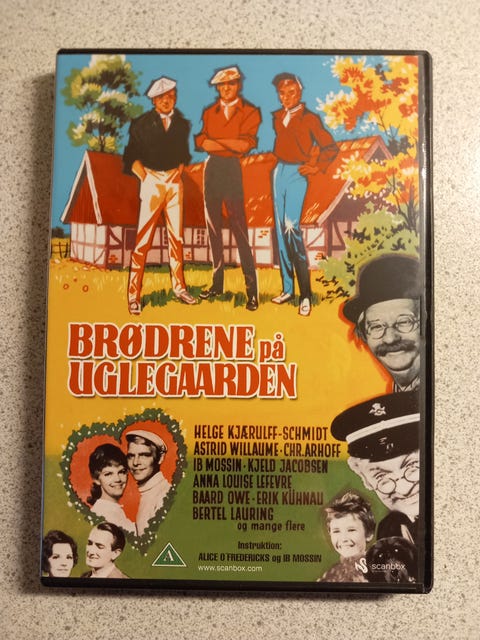 BRØDRENE på
UGLEGAARDEN
HELGE KJÆRULFF-SCHMIDT
ASTRID WILLAUME · CHR. ARHOFF
IB MOSSIN · KJELD JACOBSEN
ANNA LOUISE LEFEVRE
BAARD OWE · ERIK KÜHNAU
BERTEL LAURING
og mange flere
Instruktion:
ALICE O'FREDERICKS og IB MOSSIN
A
www.scanbox.com
scanbox